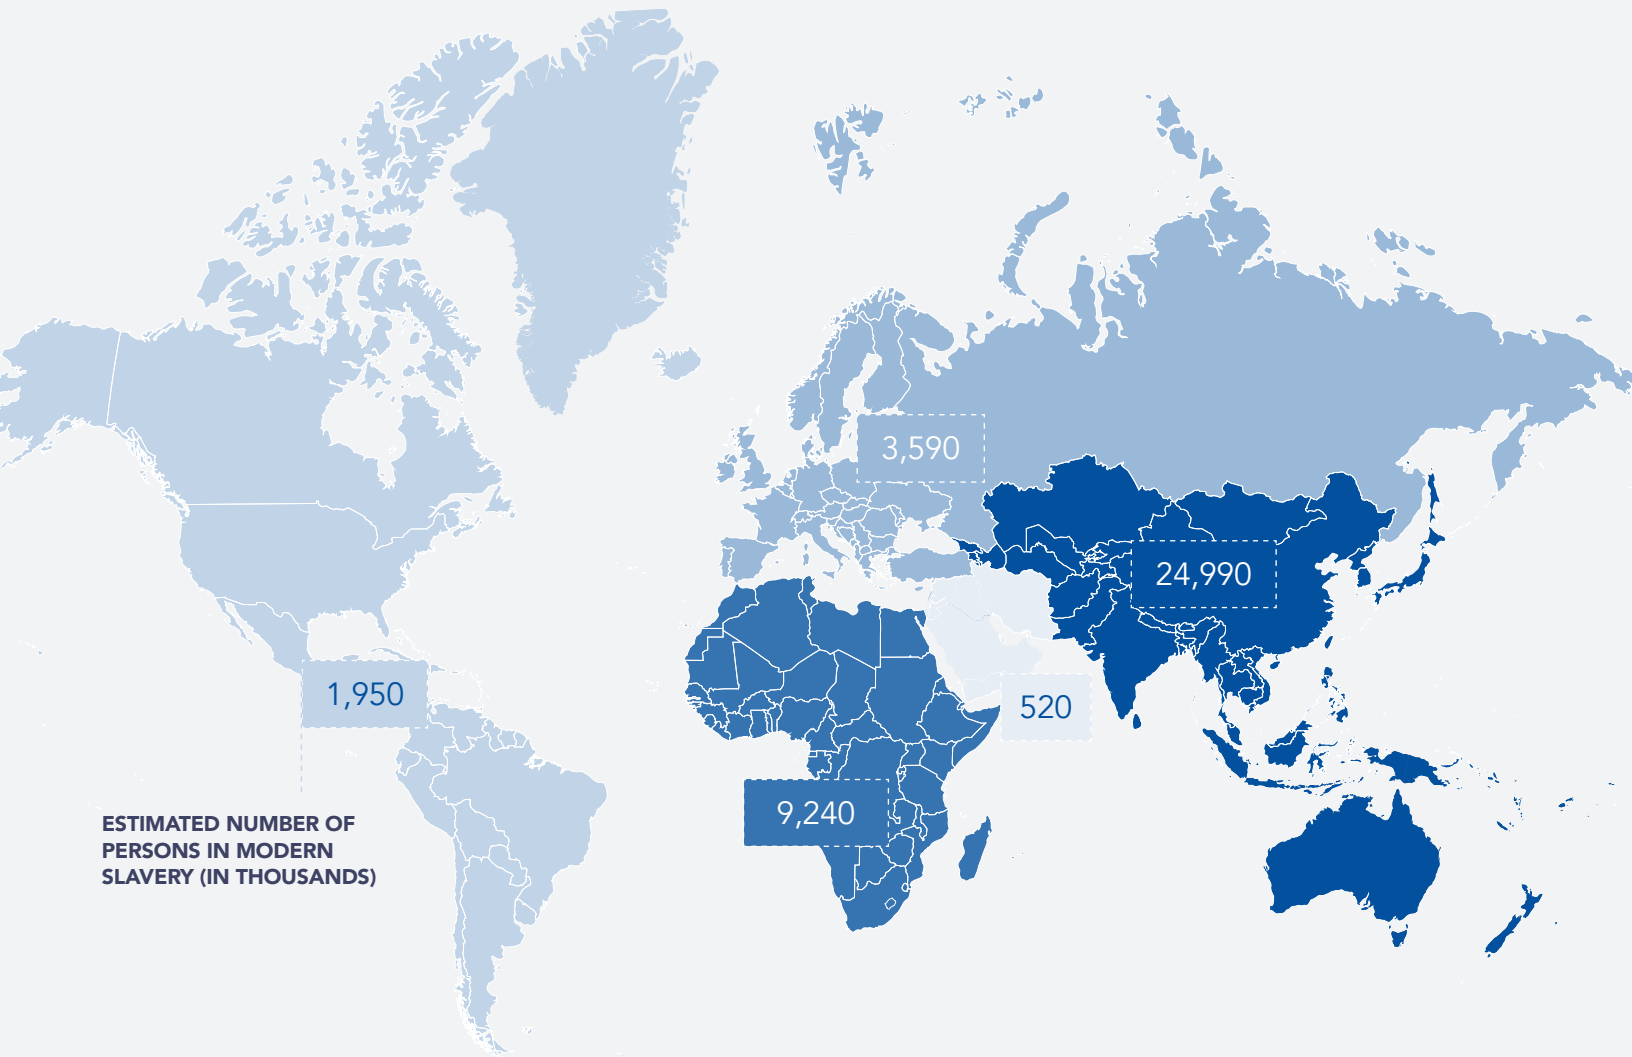 3,590
24,990
1,950
520
9,240
ESTIMATED NUMBER OF
PERSONS IN MODERN
SLAVERY (IN THOUSANDS)